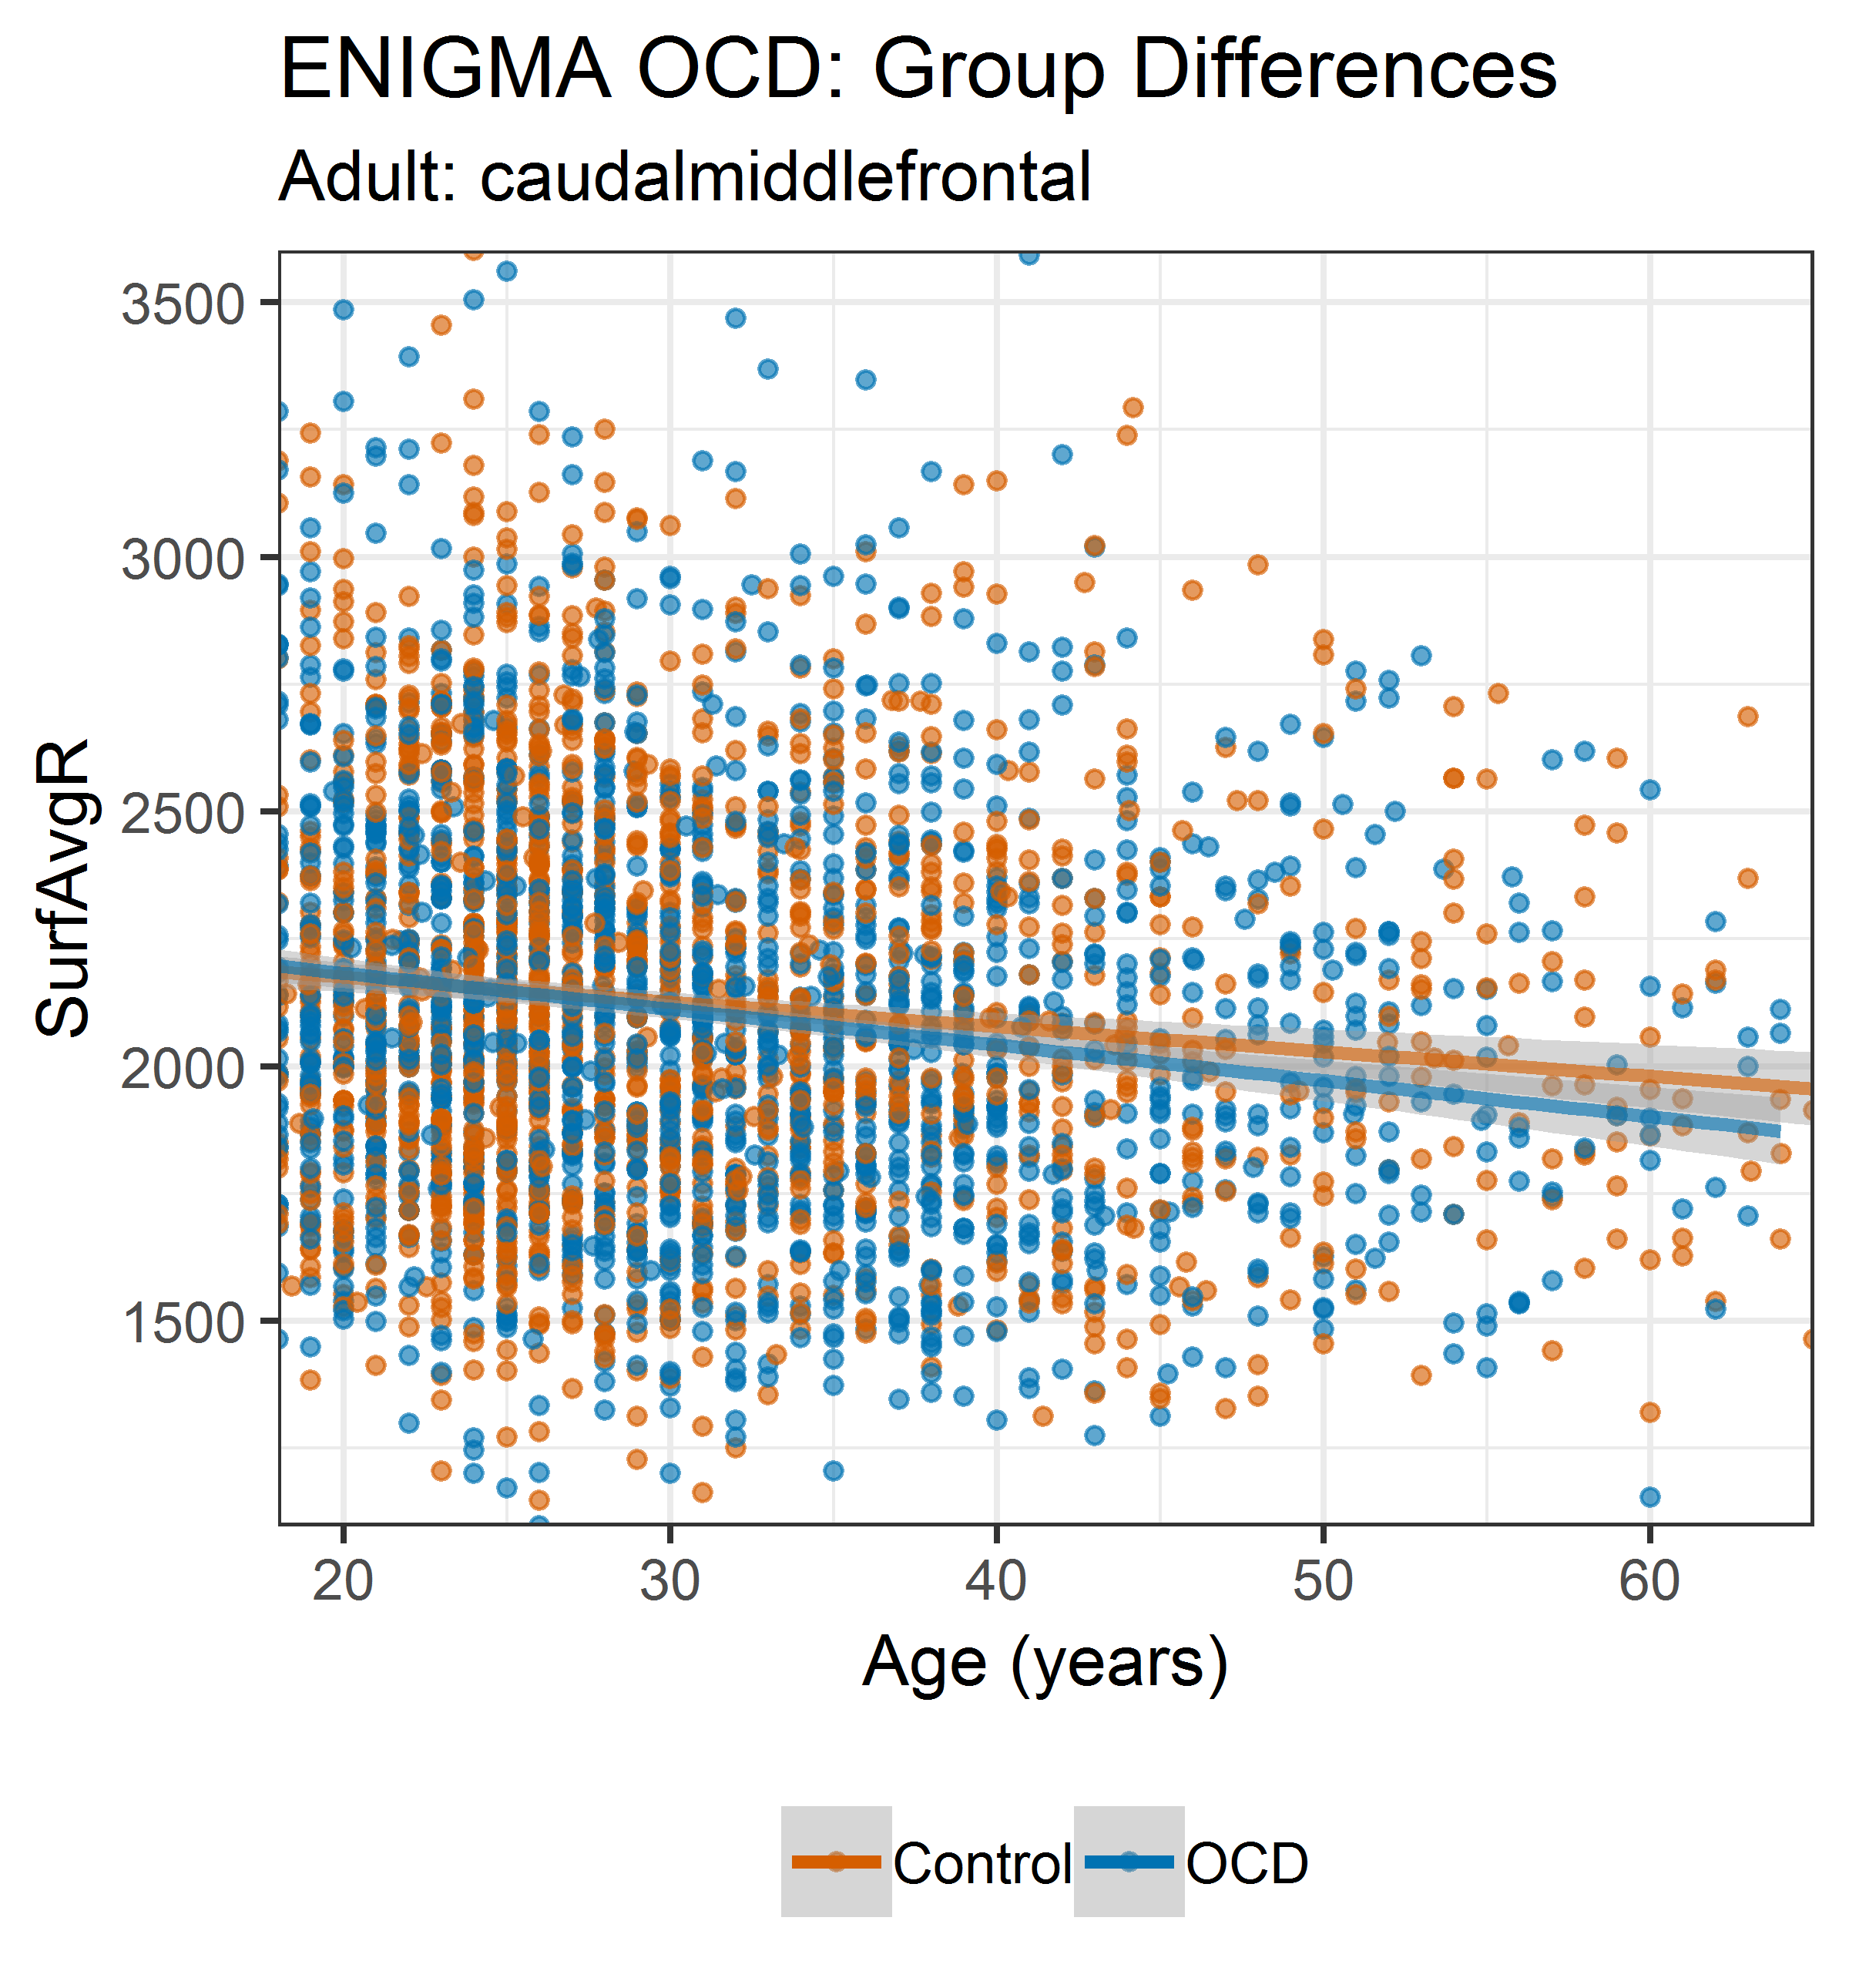 ENIGMA OCD: Group Differences
Adult: caudalmiddlefrontal
SurfAvgR
3500
3000
2500
2000
1500
20 30 40 50 60
Age (years)
Control OCD